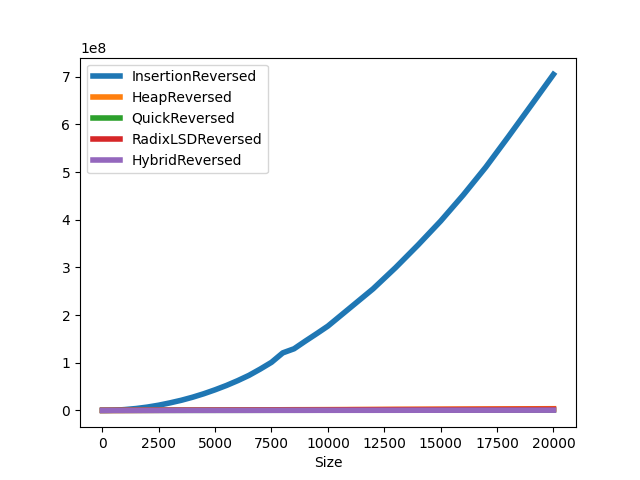 1e8
7
6
5
4
3
2
1
0
InsertionReversed
HeapReversed
QuickReversed
RadixLSDReversed
HybridReversed
0 2500 5000 7500 10000 12500 15000 17500 20000
Size